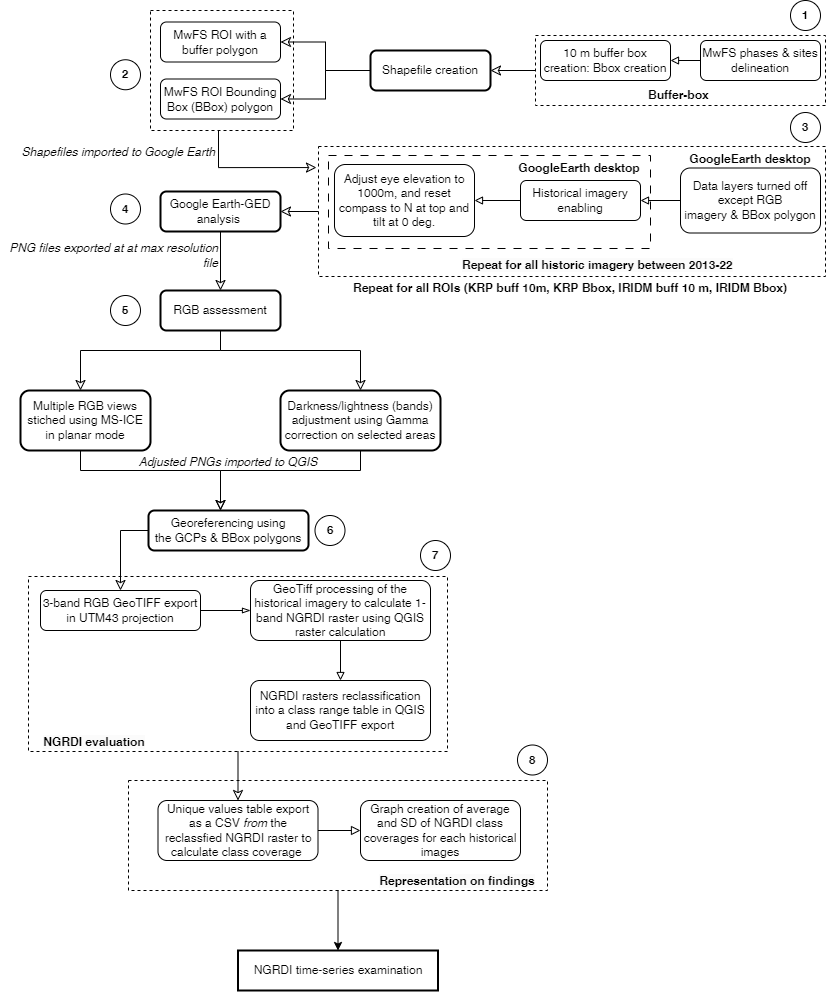 1
MwFS phases & sites
delineation
10 m buffer box
creation: Bbox creation
Buffer-box
Shapefile creation
2
MwFS ROI with a
buffer polygon
MwFS ROI Bounding
Box (BBox) polygon
Shapefiles imported to Google Earth
3
GoogleEarth desktop
Data layers turned off
except RGB
imagery & BBox polygon
GoogleEarth desktop
Historical imagery
enabling
Adjust eye elevation to
1000m, and reset
compass to N at top and
tilt at 0 deg.
Repeat for all historic imagery between 2013-22
Repeat for all ROIs (KRP buff 10m, KRP Bbox, IRIDM buff 10 m, IRIDM Bbox)
4
Google Earth-GED
analysis
PNG files exported at at max resolution
file
5
RGB assessment
Multiple RGB views
stiched using MS-ICE
in planar mode
Darkness/lightness (bands)
adjustment using Gamma
correction on selected areas
Adjusted PNGs imported to QGIS
Georeferencing using
the GCPs & BBox polygons
6
7
3-band RGB GeoTIFF export
in UTM43 projection
GeoTiff processing of the
historical imagery to calculate 1-
band NGRDI raster using QGIS
raster calculation
NGRDI rasters reclassification
into a class range table in QGIS
and GeoTIFF export
NGRDI evaluation
8
Unique values table export
as a CSV from the
reclassfied NGRDI raster to
calculate class coverage
Graph creation of average
and SD of NGRDI class
coverages for each historical
images
Representation on findings
NGRDI time-series examination